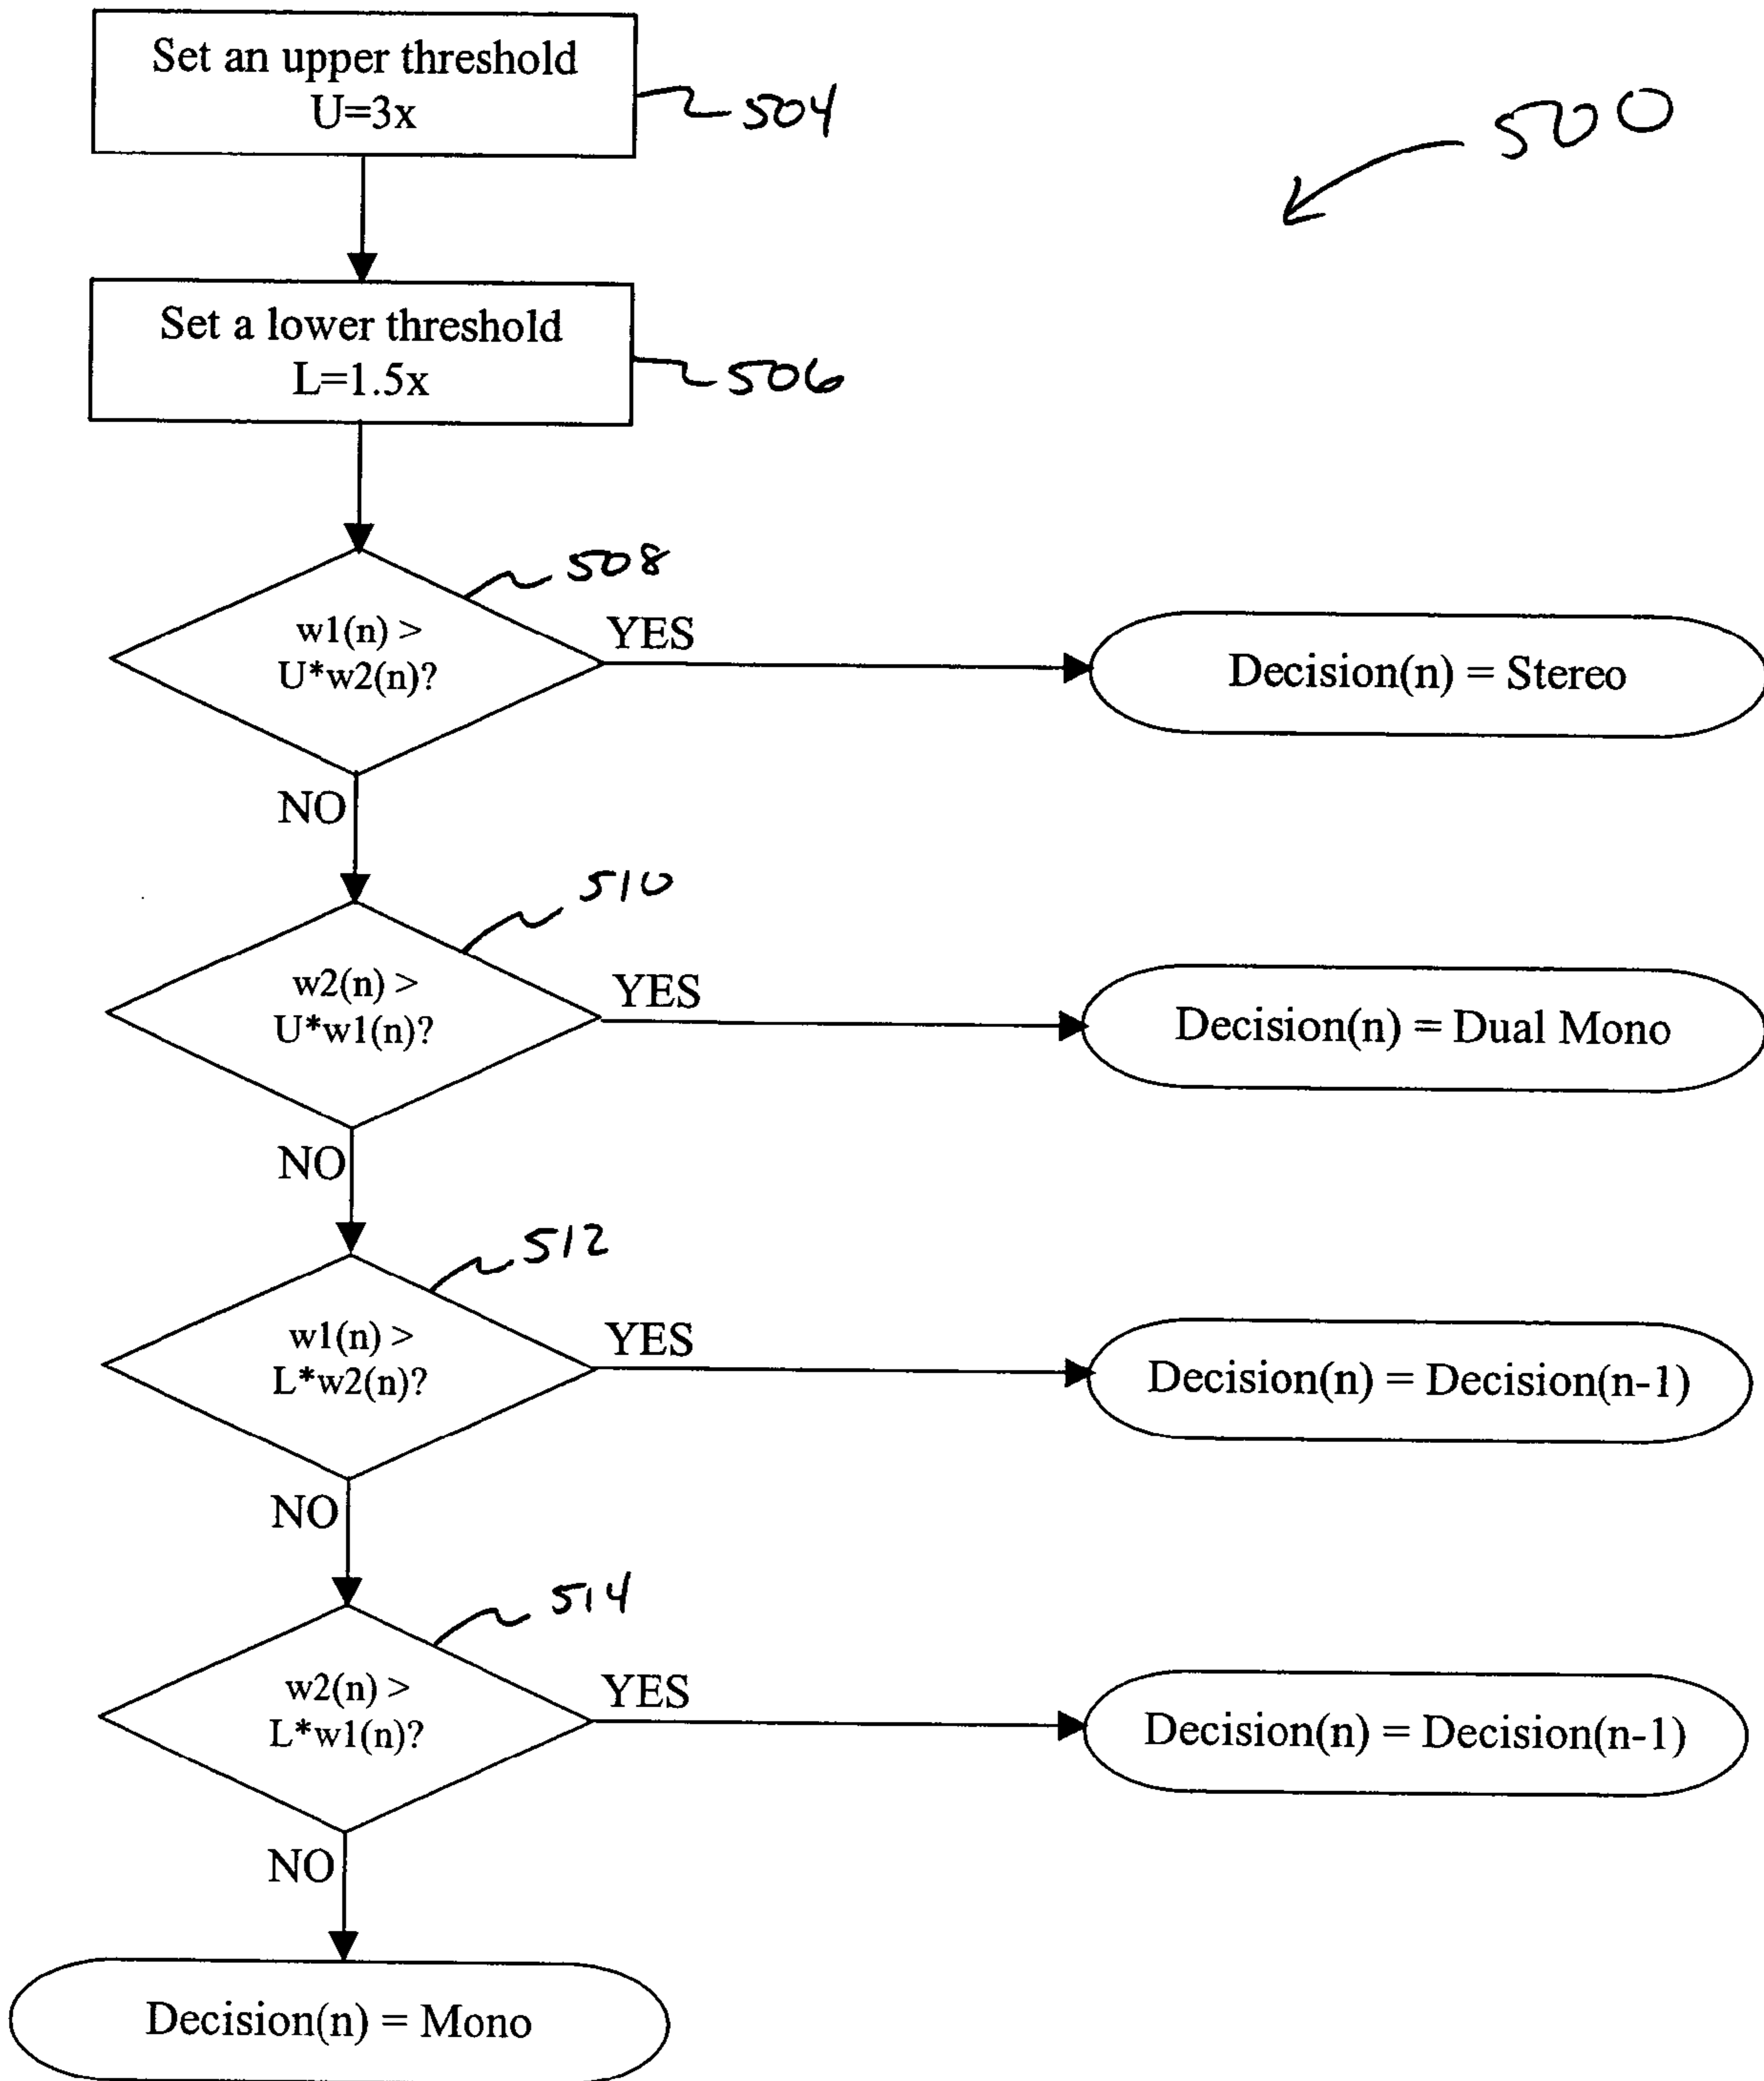 Set an upper threshold
U=3x
504
500
Set a lower threshold
L=1.5x
506
508
w1(n) >
U*w2(n)?
YES
Decision(n) = Stereo
NO
510
w2(n) >
U*w1(n)?
YES
Decision(n) = Dual Mono
NO
512
w1(n) >
L*w2(n)?
YES
Decision(n) = Decision(n-1)
NO
514
w2(n) >
L*w1(n)?
YES
Decision(n) = Decision(n-1)
NO
Decision(n) = Mono